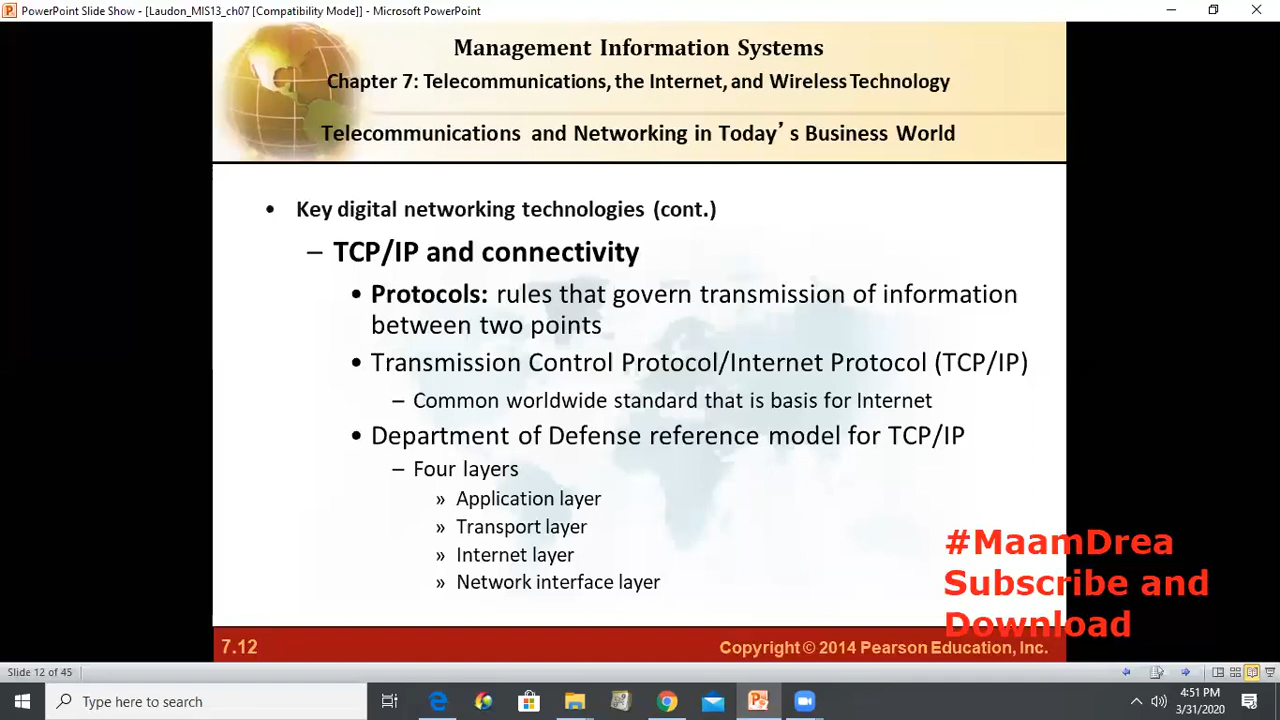 PowerPoint Slide Show - [Laudon_MIS13_ch07 [Compatibility Mode]] - Microsoft PowerPoint
Management Information Systems
Chapter 7: Telecommunications, the Internet, and Wireless Technology
Telecommunications and Networking in Today's Business World
• Key digital networking technologies (cont.)
– TCP/IP and connectivity
• Protocols: rules that govern transmission of information
between two points
• Transmission Control Protocol/Internet Protocol (TCP/IP)
– Common worldwide standard that is basis for Internet
• Department of Defense reference model for TCP/IP
– Four layers
» Application layer
» Transport layer
» Internet layer
» Network interface layer
#MaamDrea
Subscribe and
Download
7.12
Copyright © 2014 Pearson Education, Inc.
Slide 12 of 45
Type here to search
4:51 PM
3/31/2020